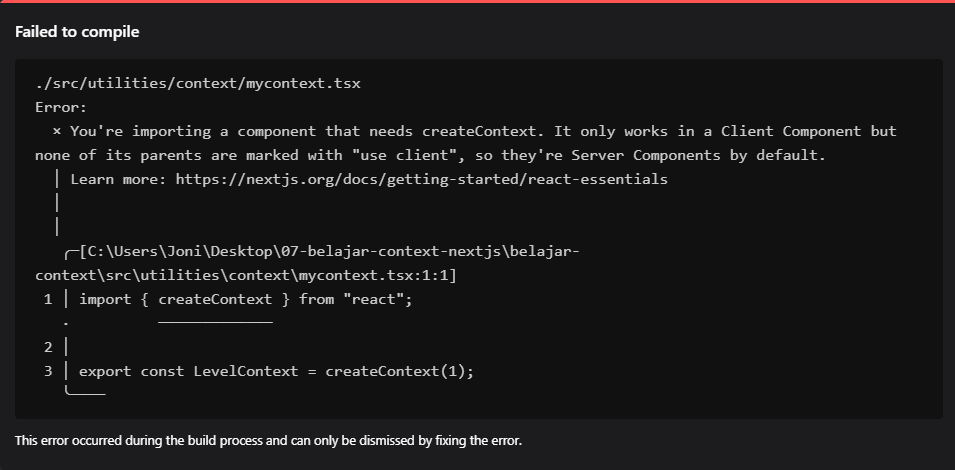 Failed to compile
./src/utilities/context/mycontext.tsx
Error:
  × You're importing a component that needs createContext. It only works in a Client Component but
none of its parents are marked with "use client", so they're Server Components by default.
  │ Learn more: https://nextjs.org/docs/getting-started/react-essentials
  │
  │
   ╭─[C:\Users\Joni\Desktop\07-belajar-context-nextjs\belajar-
context\src\utilities\context\mycontext.tsx:1:1]
 1 │ import { createContext } from "react";
   ·          ─────────────
 2 │
 3 │ export const LevelContext = createContext(1);
   ╰────
This error occurred during the build process and can only be dismissed by fixing the error.